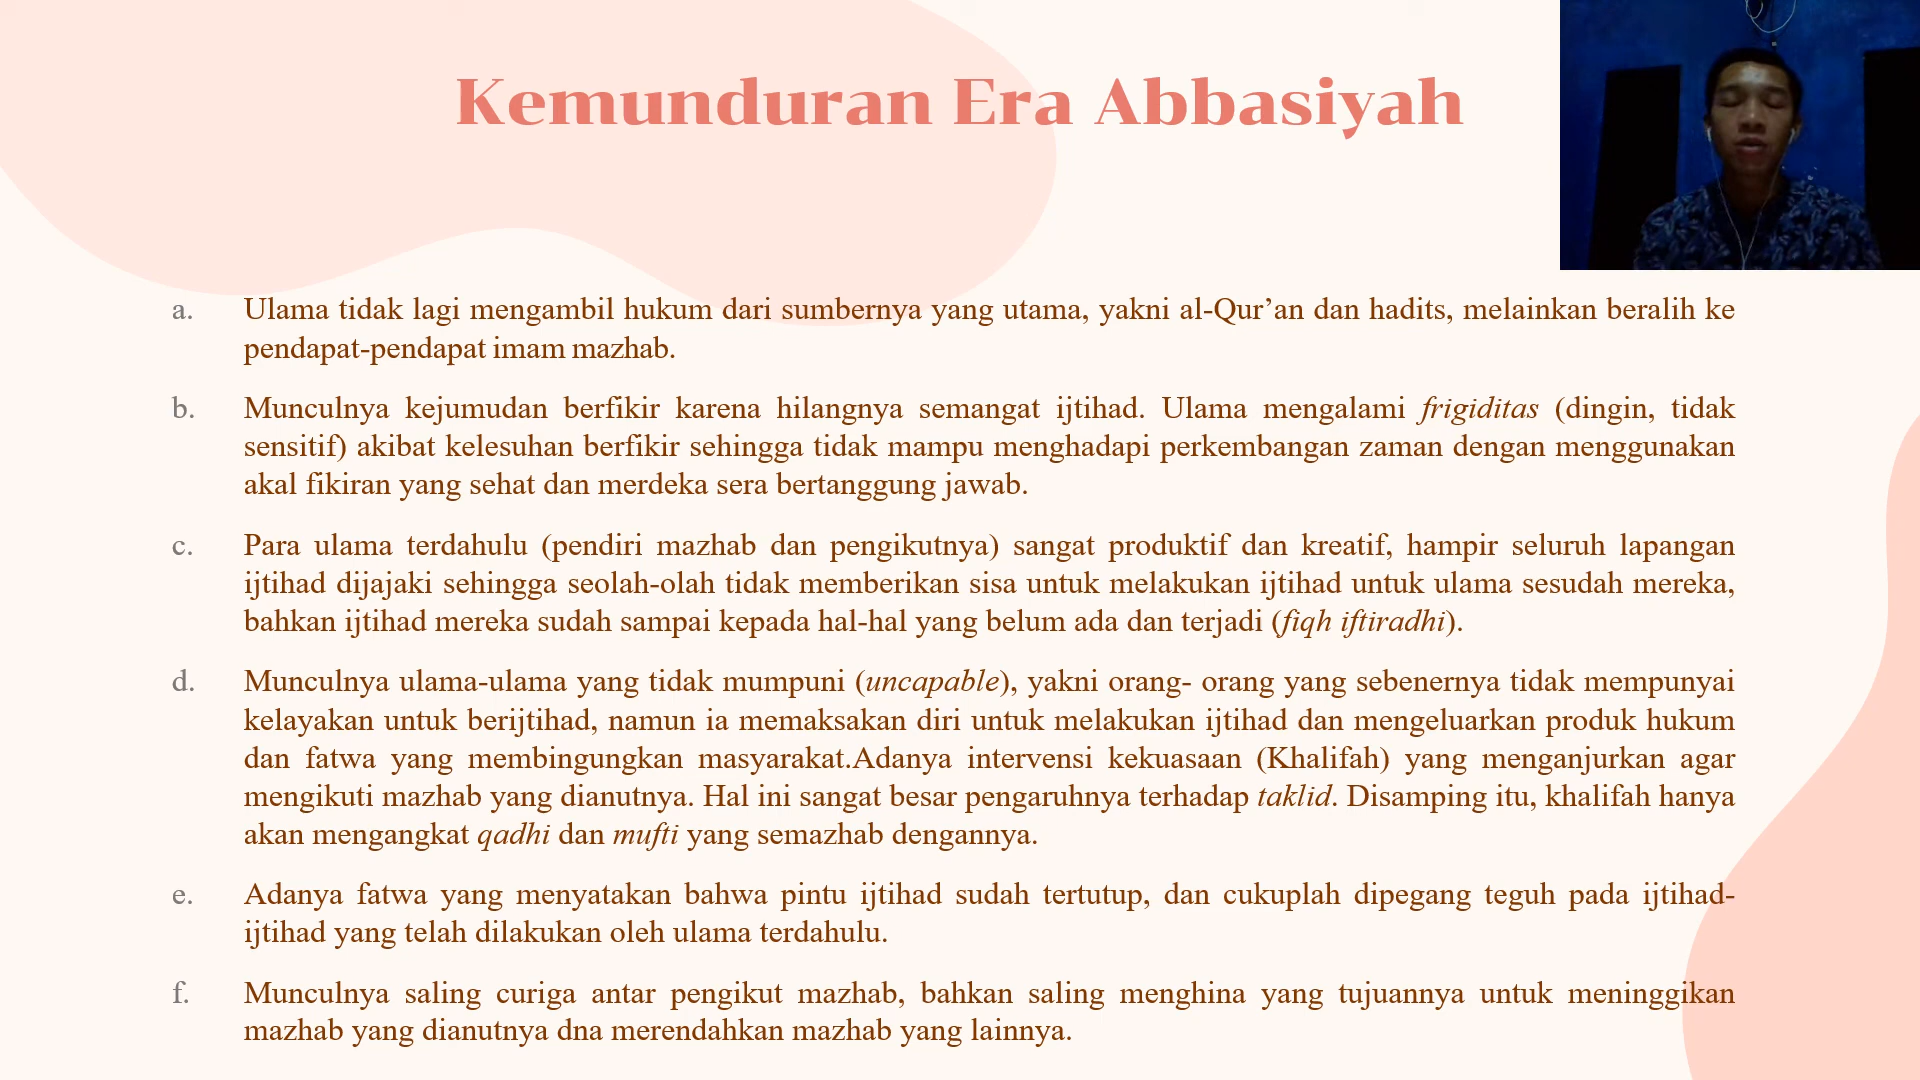 Kemunduran Era Abbasiyah
a. Ulama tidak lagi mengambil hukum dari sumbernya yang utama, yakni al-Qur’an dan hadits, melainkan beralih ke
pendapat-pendapat imam mazhab.
b. Munculnya kejumudan berfikir karena hilangnya semangat ijtihad. Ulama mengalami frigiditas (dingin, tidak
sensitif) akibat kelesuhan berfikir sehingga tidak mampu menghadapi perkembangan zaman dengan menggunakan
akal fikiran yang sehat dan merdeka sera bertanggung jawab.
c. Para ulama terdahulu (pendiri mazhab dan pengikutnya) sangat produktif dan kreatif, hampir seluruh lapangan
ijtihad dijajaki sehingga seolah-olah tidak memberikan sisa untuk melakukan ijtihad untuk ulama sesudah mereka,
bahkan ijtihad mereka sudah sampai kepada hal-hal yang belum ada dan terjadi (fiqh iftiradhi).
d. Munculnya ulama-ulama yang tidak mumpuni (uncapable), yakni orang- orang yang sebenernya tidak mempunyai
kelayakan untuk berijtihad, namun ia memaksakan diri untuk melakukan ijtihad dan mengeluarkan produk hukum
dan fatwa yang membingungkan masyarakat.Adanya intervensi kekuasaan (Khalifah) yang menganjurkan agar
mengikuti mazhab yang dianutnya. Hal ini sangat besar pengaruhnya terhadap taklid. Disamping itu, khalifah hanya
akan mengangkat qadhi dan mufti yang semazhab dengannya.
e. Adanya fatwa yang menyatakan bahwa pintu ijtihad sudah tertutup, dan cukuplah dipegang teguh pada ijtihad-
ijtihad yang telah dilakukan oleh ulama terdahulu.
f. Munculnya saling curiga antar pengikut mazhab, bahkan saling menghina yang tujuannya untuk meninggikan
mazhab yang dianutnya dna merendahkan mazhab yang lainnya.